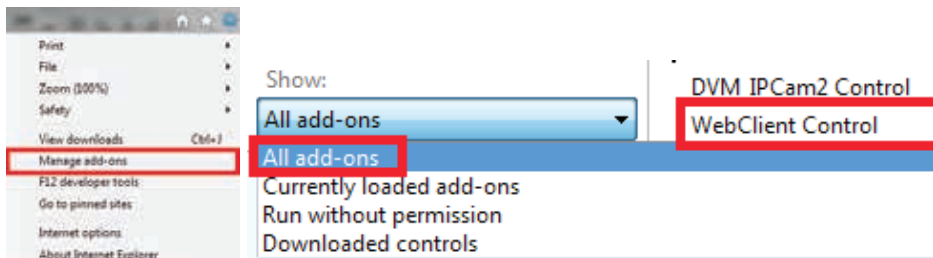 Print
File
Zoom (100%)
Safety
View downloads Ctrl+J
Manage add-ons
F12 developer tools
Go to pinned sites
Internet options
About Internet Explorer
Show:
All add-ons
All add-ons
Currently loaded add-ons
Run without permission
Downloaded controls
DVM IPCam2 Control
WebClient Control